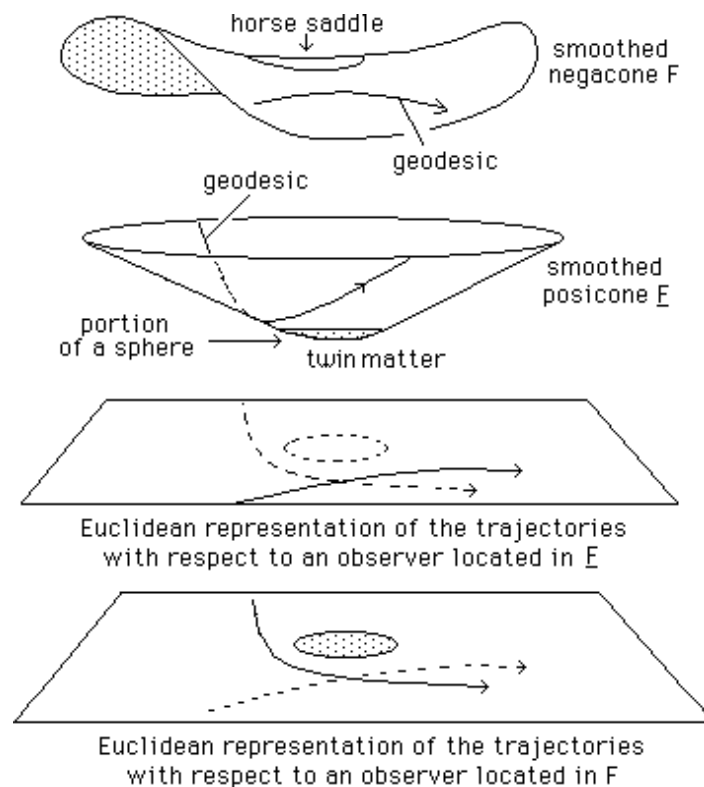 horse saddle
smoothed
negacone F
geodesic
geodesic
smoothed
posicone F
portion
of a sphere
twin matter
Euclidean representation of the trajectories
with respect to an observer located in F
Euclidean representation of the trajectories
with respect to an observer located in F